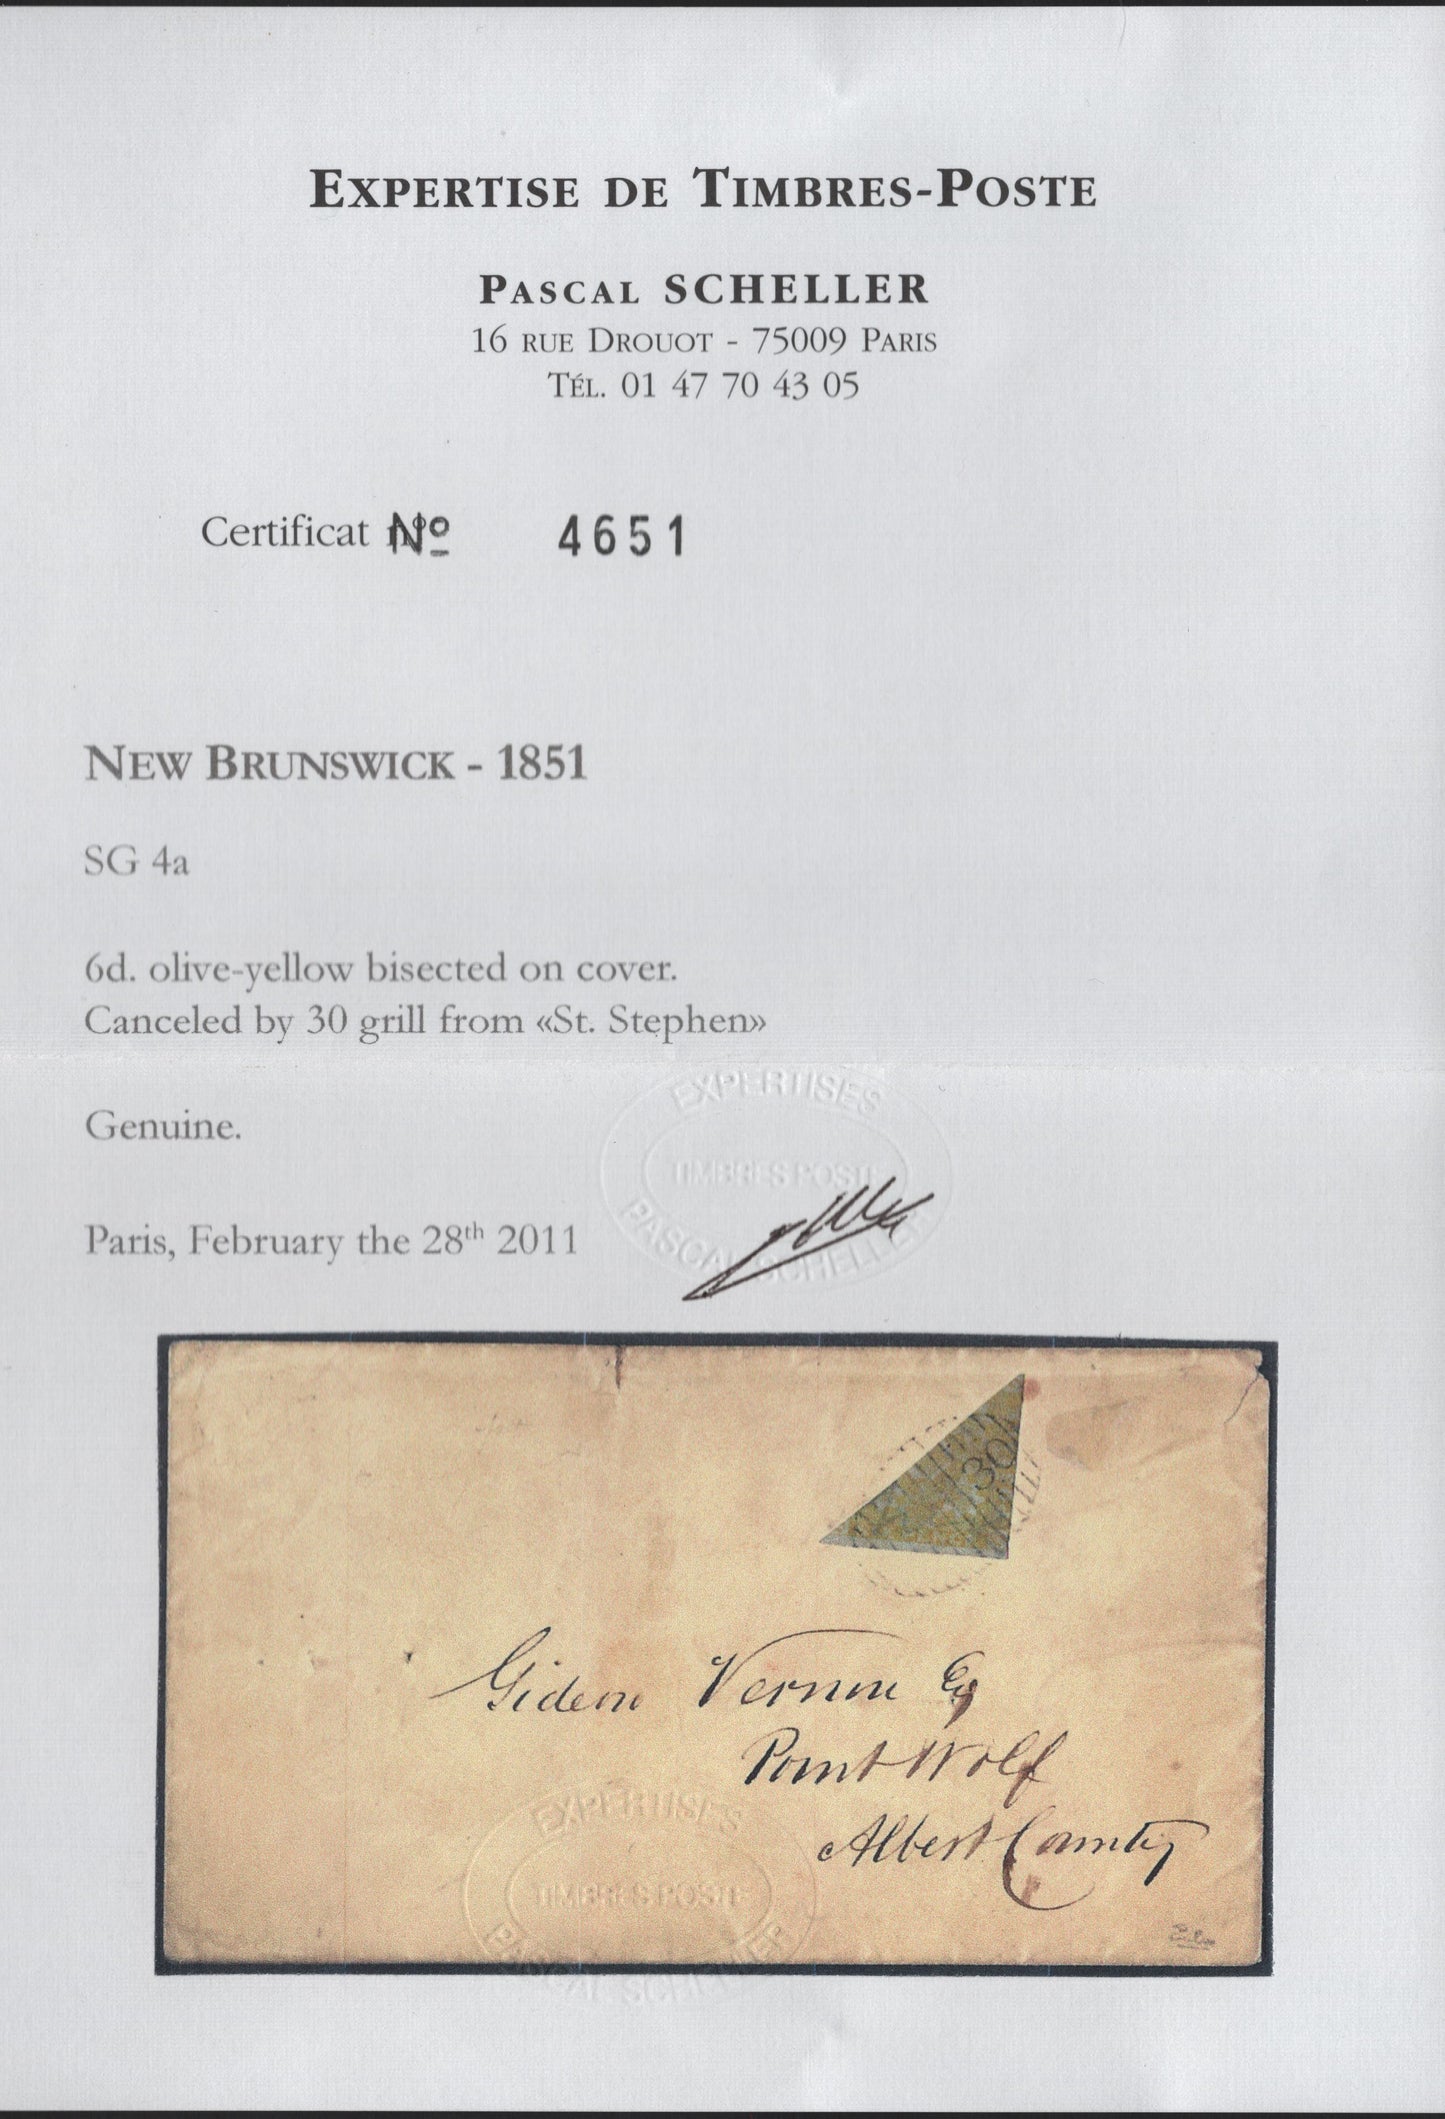 EXPERTISE DE TIMBRES-POSTE
PASCAL SCHELLER
16 RUE DROUOT - 75009 PARIS
TÉL. 01 47 70 43 05
Certificat n° Nº 4651
NEW BRUNSWICK - 1851
SG 4a
6d. olive-yellow bisected on cover.
Canceled by 30 grill from «St. Stephen»
EXPERTISES
TIMBRES POSTE
PASCAL SCHELLER
Genuine.
Paris, February the 28th 2011
30
Gideon Vernon Esq
Point Wolf
Albert County
EXPERTISES
TIMBRES POSTE
PASCAL SCHELLER